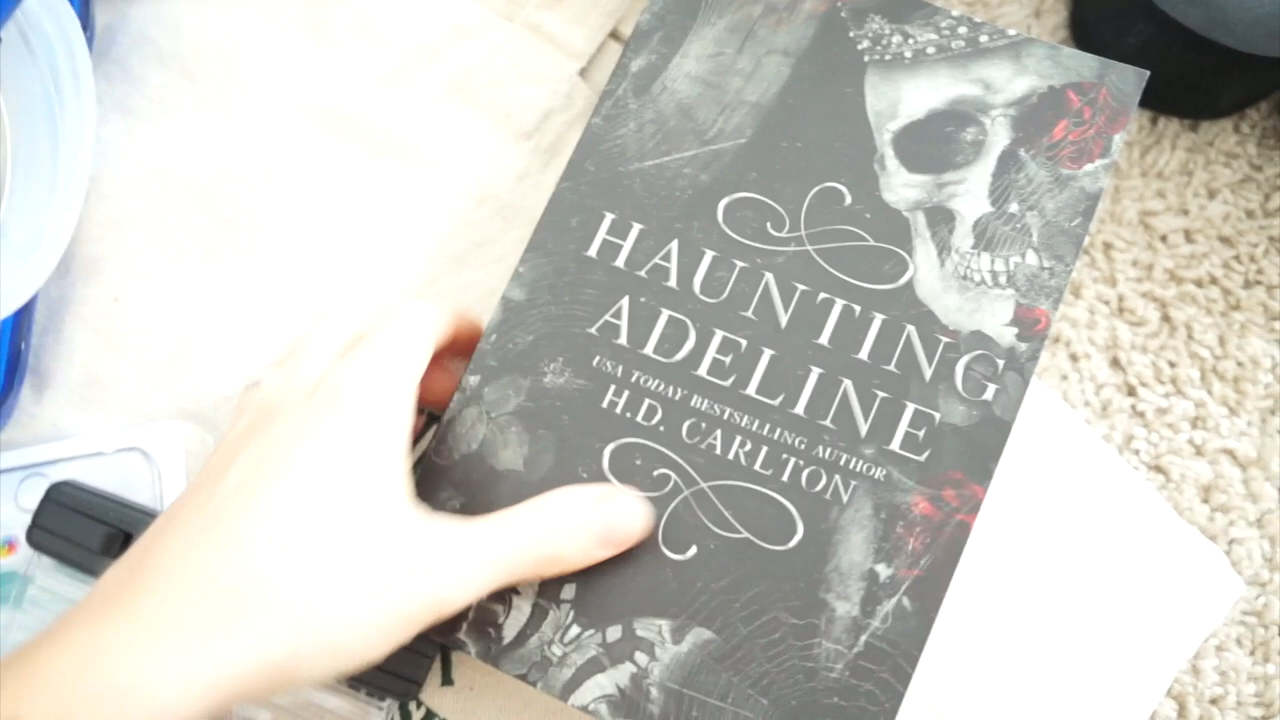 HAUNTING
ADELINE
USA TODAY BESTSELLING AUTHOR
H.D. CARLTON